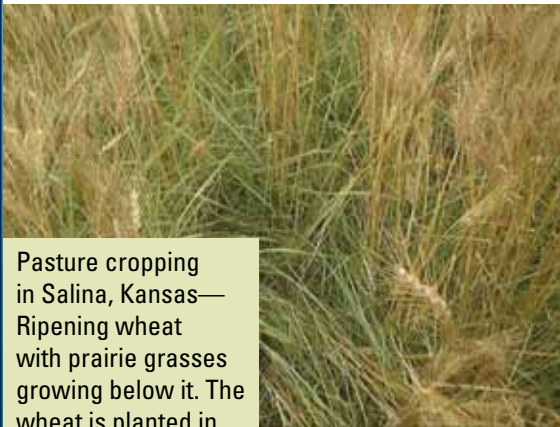 Pasture cropping
in Salina, Kansas—
Ripening wheat
with prairie grasses
growing below it. The
wheat is planted in